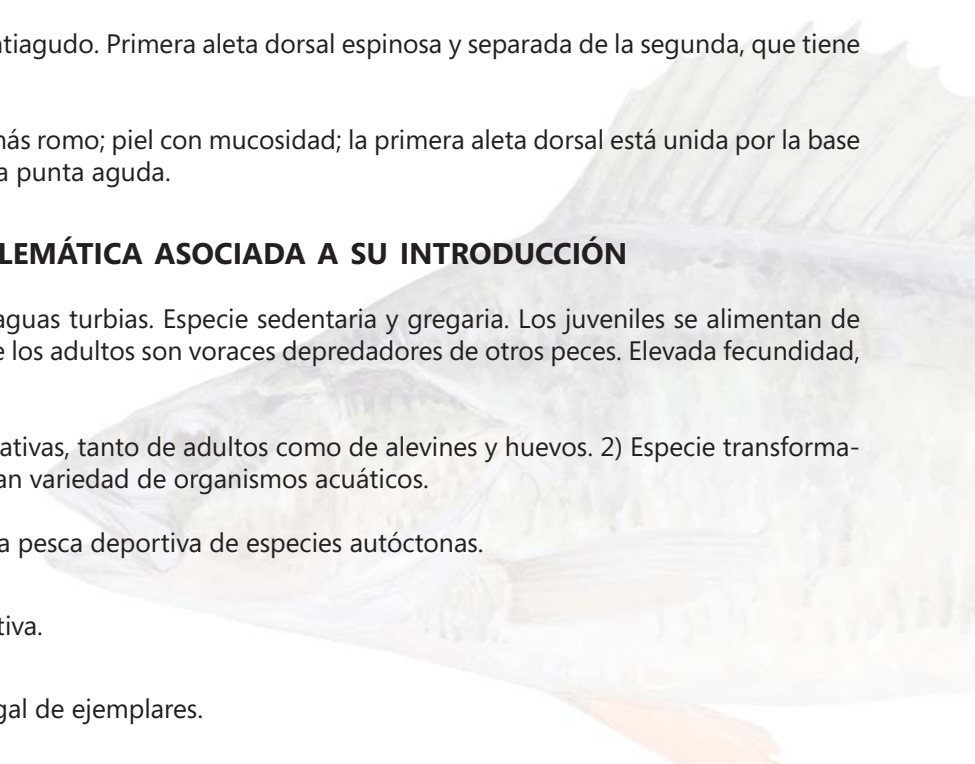 ntiagudo. Primera aleta dorsal espinosa y separada de la segunda, que tiene
más romo; piel con mucosidad; la primera aleta dorsal está unida por la base
a punta aguda.
LEMÁTICA ASOCIADA A SU INTRODUCCIÓN
aguas turbias. Especie sedentaria y gregaria. Los juveniles se alimentan de
e los adultos son voraces depredadores de otros peces. Elevada fecundidad,
ativas, tanto de adultos como de alevines y huevos. 2) Especie transforma-
an variedad de organismos acuáticos.
a pesca deportiva de especies autóctonas.
tiva.
gal de ejemplares.